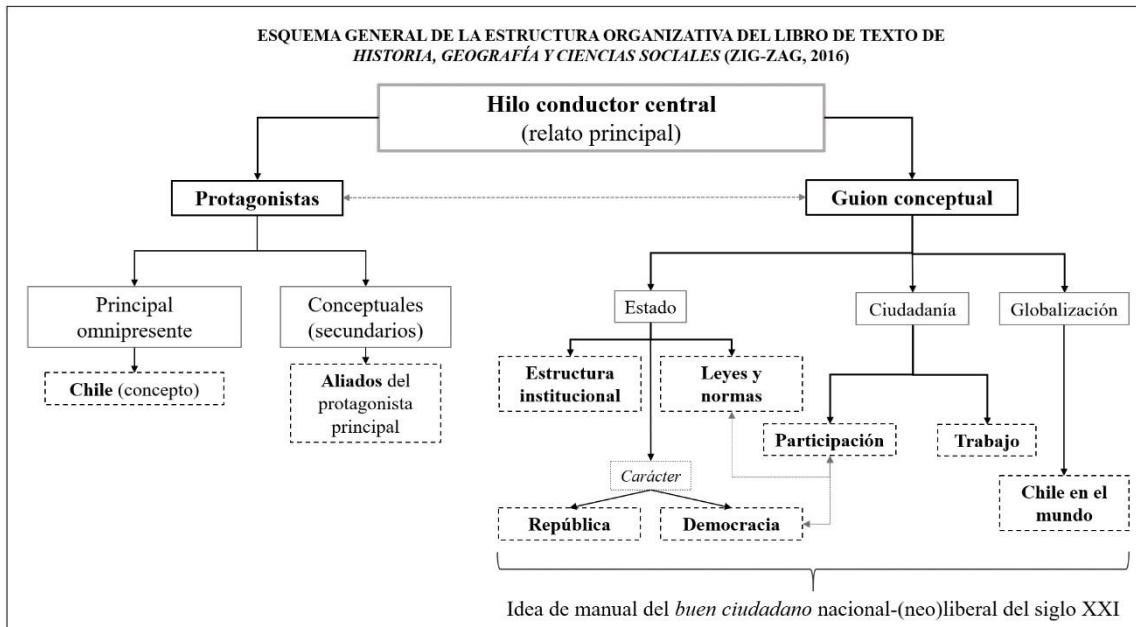 ESQUEMA GENERAL DE LA ESTRUCTURA ORGANIZATIVA DEL LIBRO DE TEXTO DE
HISTORIA, GEOGRAFÍA Y CIENCIAS SOCIALES (ZIG-ZAG, 2016)
Hilo conductor central
(relato principal)
Protagonistas
Guion conceptual
Principal
omnipresente
Conceptuales
(secundarios)
Estado
Ciudadanía
Globalización
Chile (concepto)
Aliados del
protagonista
principal
Estructura
institucional
Leyes y
normas
Participación
Trabajo
Carácter
República
Democracia
Chile en el
mundo
Idea de manual del buen ciudadano nacional-(neo)liberal del siglo XXI